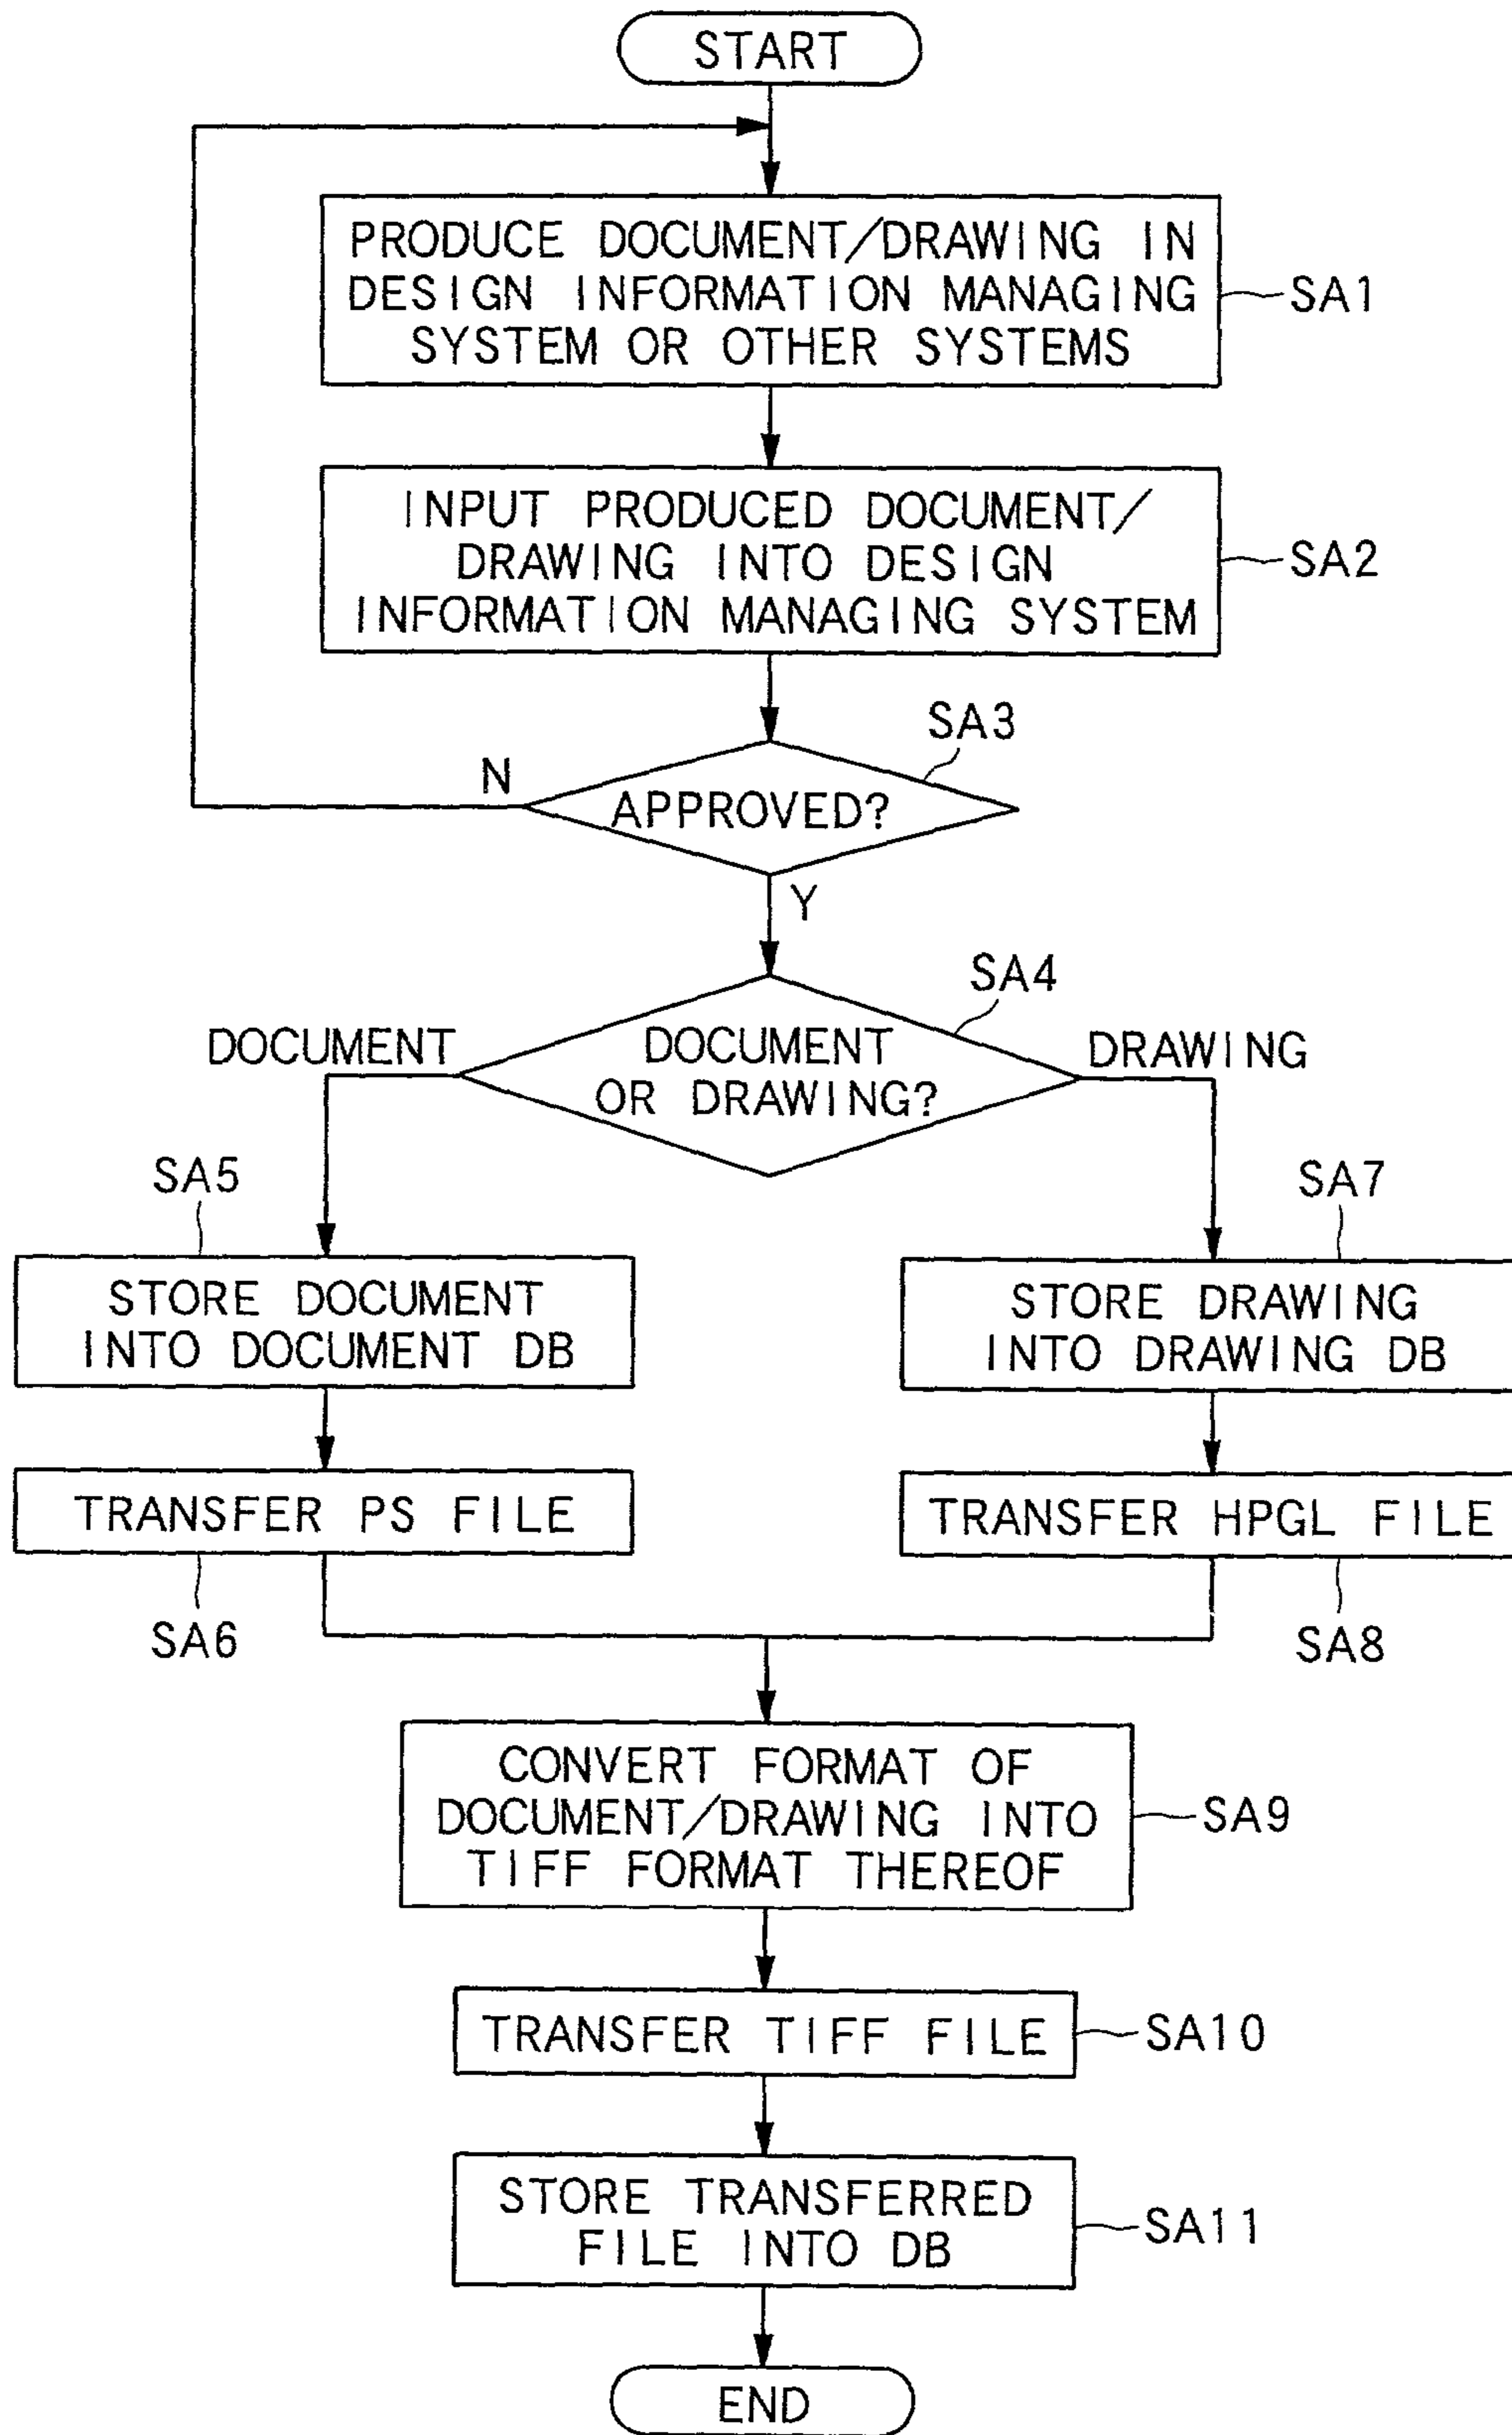 START
PRODUCE DOCUMENT/DRAWING IN
DESIGN INFORMATION MANAGING
SYSTEM OR OTHER SYSTEMS
SA1
INPUT PRODUCED DOCUMENT/
DRAWING INTO DESIGN
INFORMATION MANAGING SYSTEM
SA2
SA3
N
APPROVED?
Y
SA4
DOCUMENT
DOCUMENT
OR DRAWING?
DRAWING
SA5
STORE DOCUMENT
INTO DOCUMENT DB
SA7
STORE DRAWING
INTO DRAWING DB
TRANSFER PS FILE
SA6
TRANSFER HPGL FILE
SA8
CONVERT FORMAT OF
DOCUMENT/DRAWING INTO
TIFF FORMAT THEREOF
SA9
TRANSFER TIFF FILE
SA10
STORE TRANSFERRED
FILE INTO DB
SA11
END